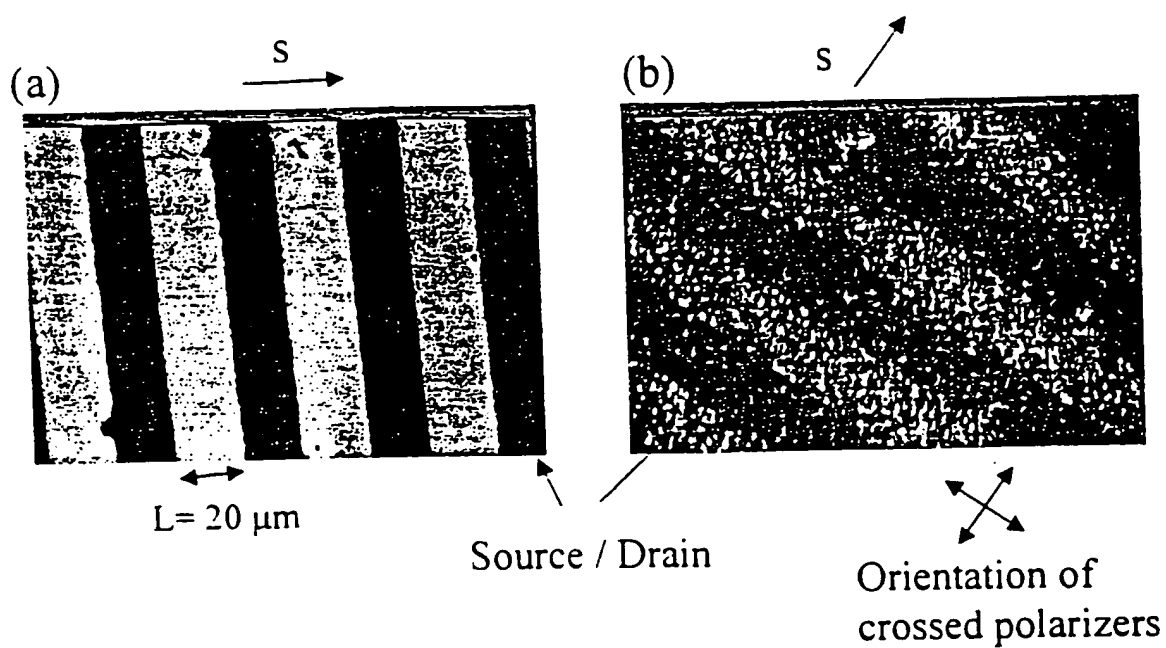 (a)
S
(b)
S
L= 20 µm
Source / Drain
Orientation of
crossed polarizers